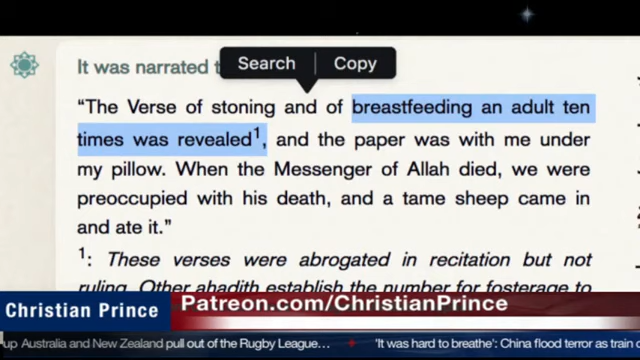 Search
Copy
It was narrated t
“The Verse of stoning and of breastfeeding an adult ten
times was revealed¹, and the paper was with me under
my pillow. When the Messenger of Allah died, we were
preoccupied with his death, and a tame sheep came in
and ate it.”
¹: These verses were abrogated in recitation but not
ruling. Other ahadith establish the number for fosterage to
Christian Prince
Patreon.com/ChristianPrince
up Australia and New Zealand pull out of the Rugby League… 'It was hard to breathe': China flood terror as train